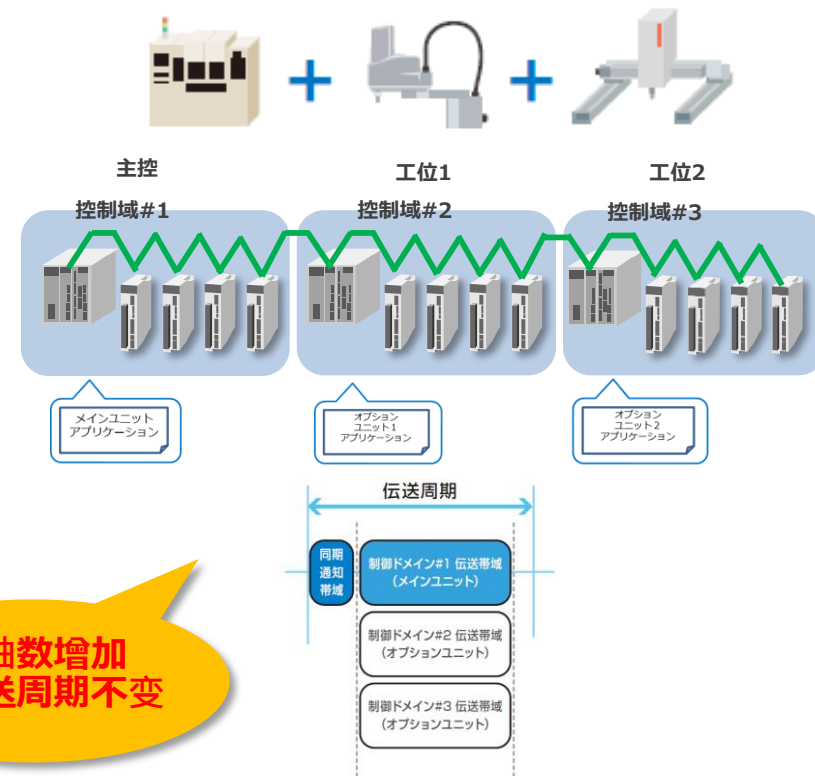 主控
工位1
工位2
控制域#1
控制域#2
控制域#3
メインユニット
アプリケーション
オプション
ユニット1
アプリケーション
オプション
ユニット2
アプリケーション
伝送周期
同期
通知
帯域
制御ドメイン#1 伝送帯域
(メインユニット)
制御ドメイン#2 伝送帯域
(オプションユニット)
制御ドメイン#3 伝送帯域
(オプションユニット)
轴数增加
送周期不变